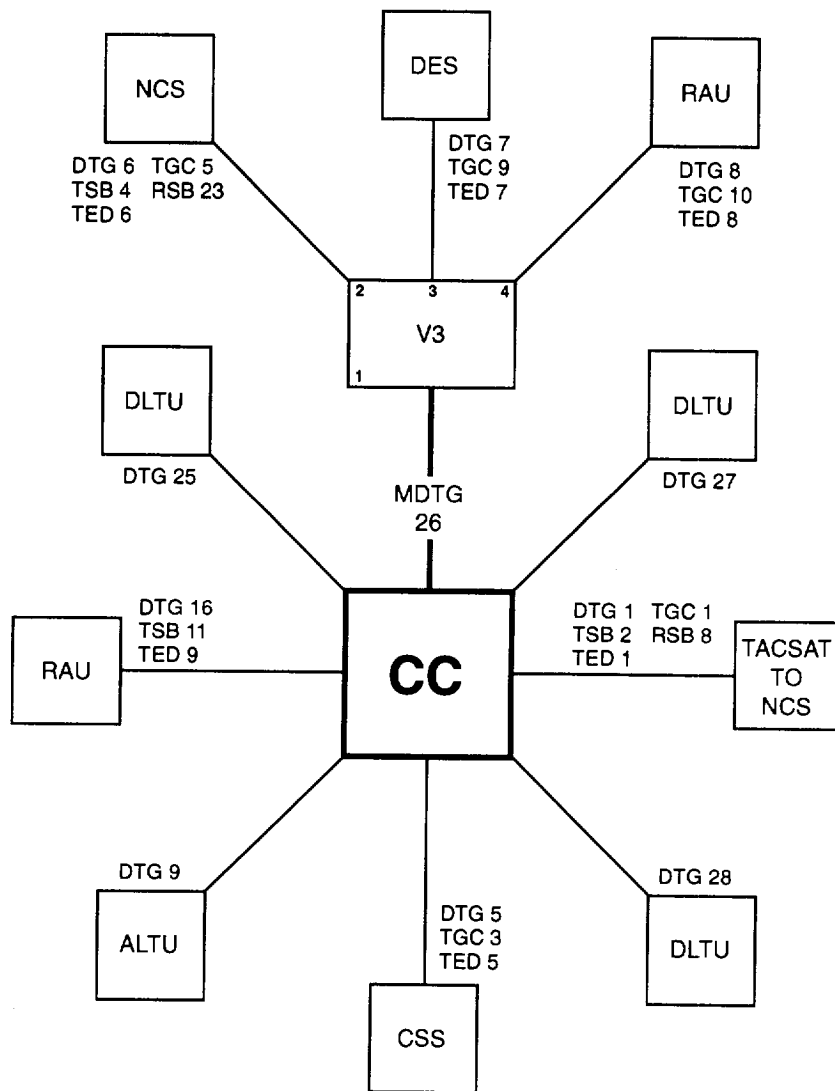 DES
NCS
RAU
DTG 7
TGC 9
TED 7
DTG 6 TGC 5
TSB 4 RSB 23
TED 6
DTG 8
TGC 10
TED 8
2 3 4
V3
1
DLTU
DLTU
DTG 25
DTG 27
MDTG
26
DTG 16
TSB 11
TED 9
DTG 1 TGC 1
TSB 2 RSB 8
TED 1
RAU
CC
TACSAT
TO
NCS
DTG 9
DTG 28
ALTU
DTG 5
TGC 3
TED 5
DLTU
CSS